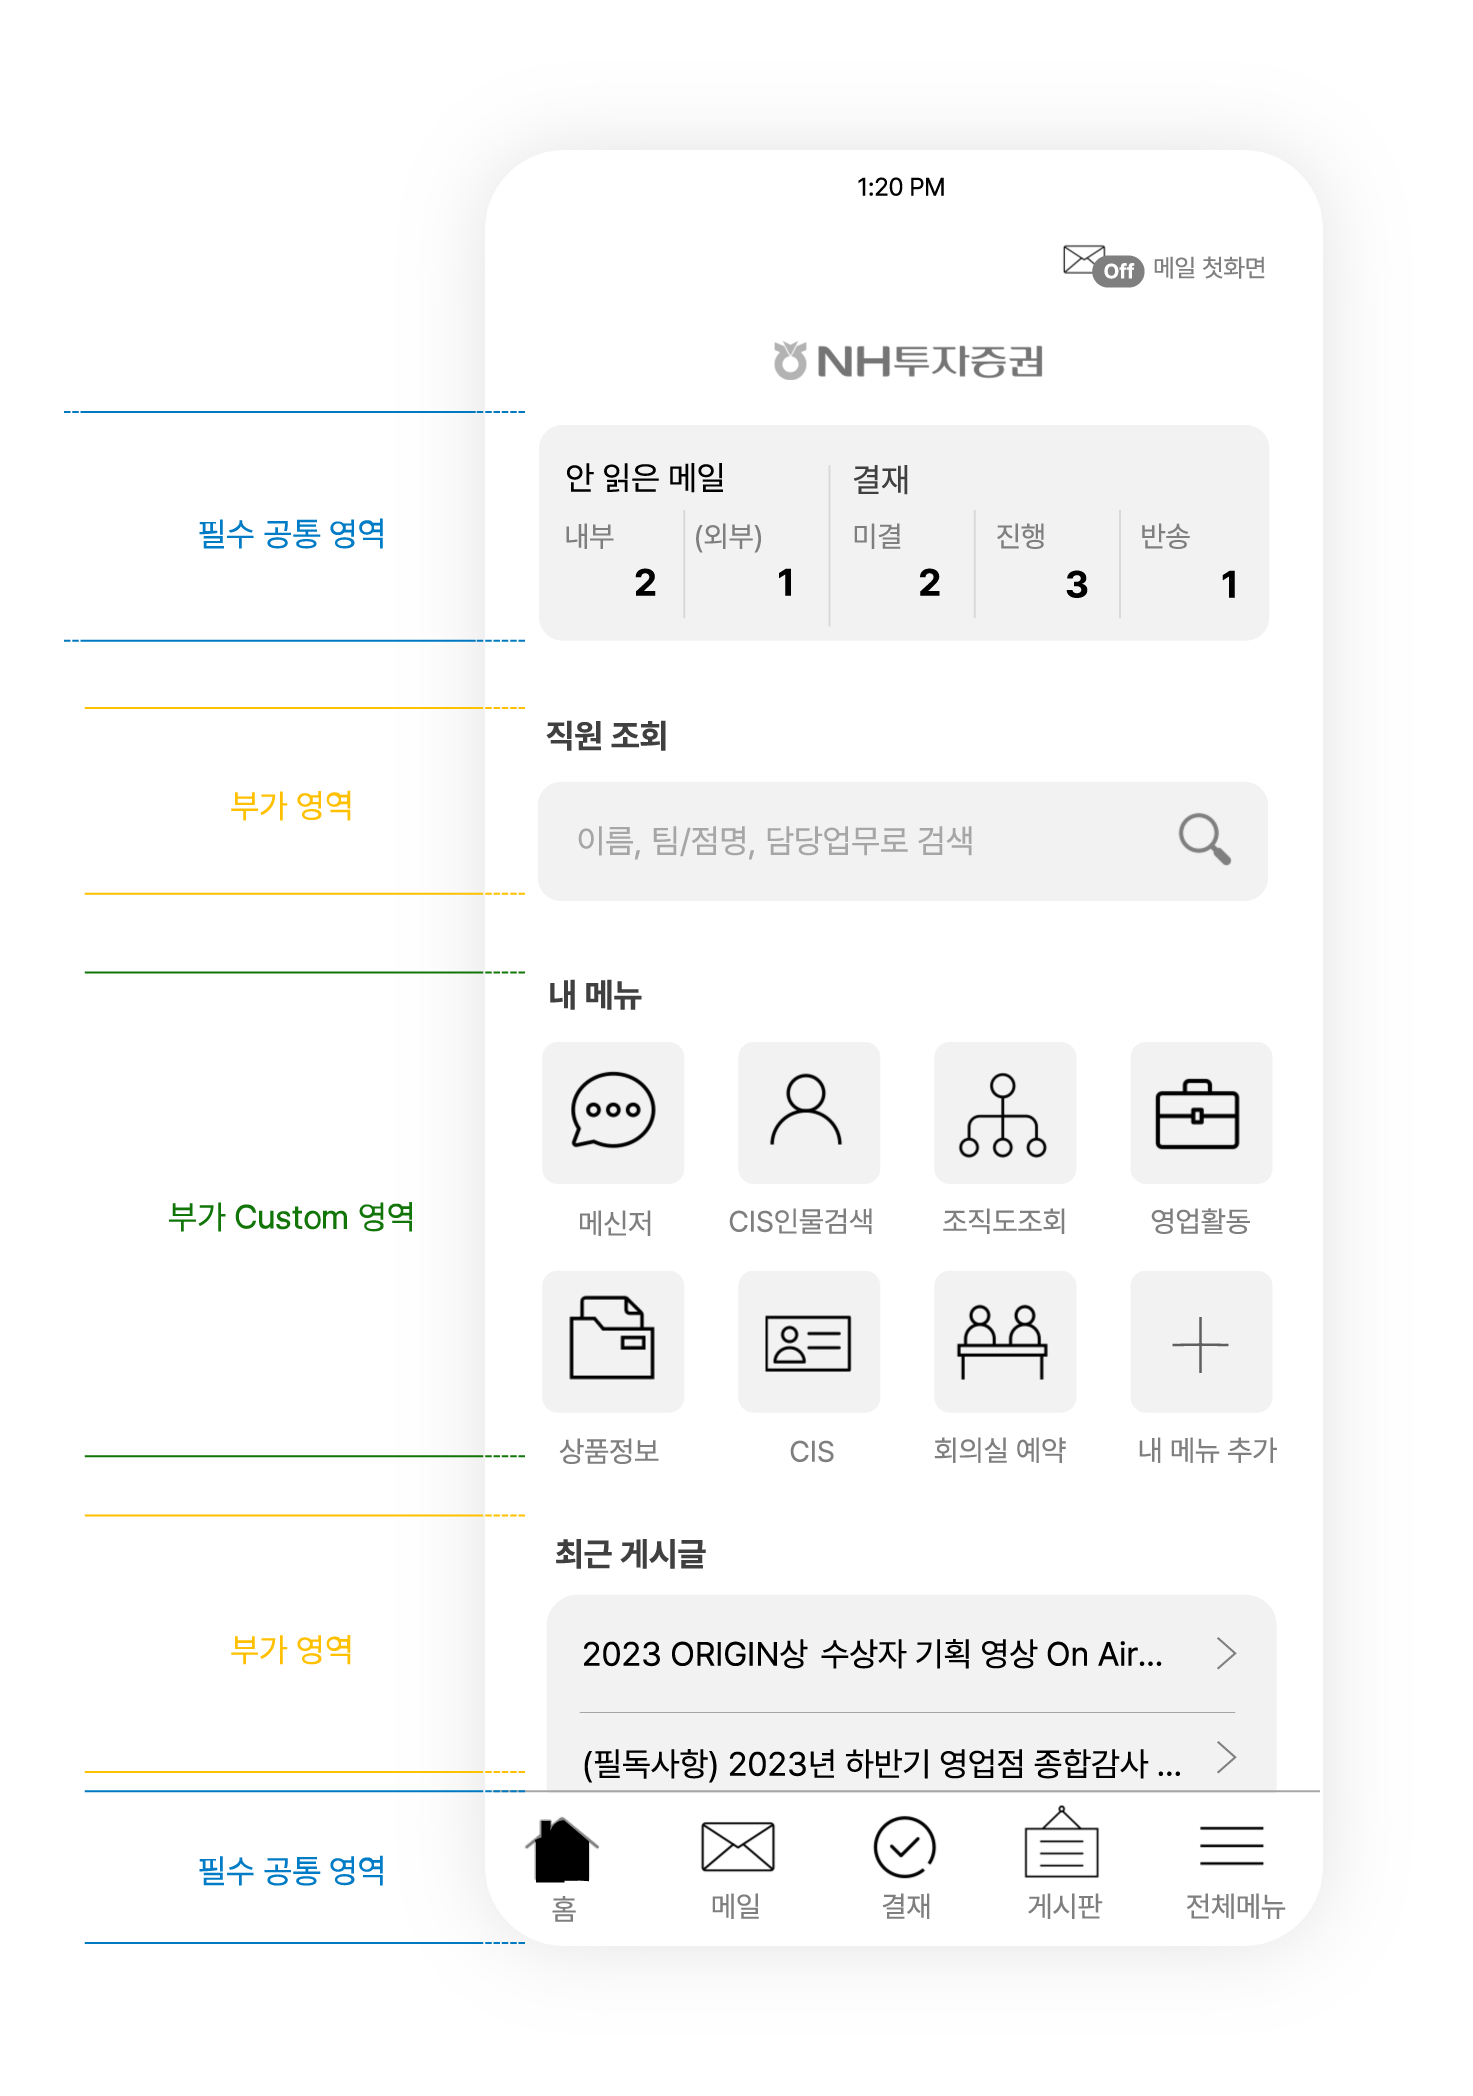 1:20 PM
Off 메일 첫화면
NH투자증권
필수 공통 영역
안 읽은 메일
결재
내부
(외부)
미결
진행
반송
2
1
2
3
1
부가 영역
직원 조회
이름, 팀/점명, 담당업무로 검색
부가 Custom 영역
내 메뉴
메신저
CIS인물검색
조직도조회
영업활동
상품정보
CIS
회의실 예약
내 메뉴 추가
부가 영역
최근 게시글
2023 ORIGIN상 수상자 기획 영상 On Air...
(필독사항) 2023년 하반기 영업점 종합감사 ...
필수 공통 영역
홈
메일
결재
게시판
전체메뉴